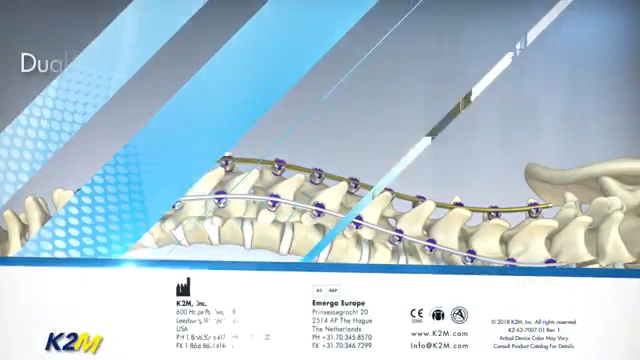 Dual
K2M, Inc.
600 Hope Pa
Leesburg,
USA
PH 1.8
FX 1.866.86
EC REP
Emergo Europe
Prinsessegracht 20
2514 AP The Hague
The Netherlands
PH +31.70.345.8570
FX +31.70.346.7299
www.K2M.com
Info@K2M.com
© 2018 K2M, Inc. All rights reserved.
K2-62-7007-01 Rev 1
Actual Device Color May Vary.
Consult Product Catalog For Details.
K2M